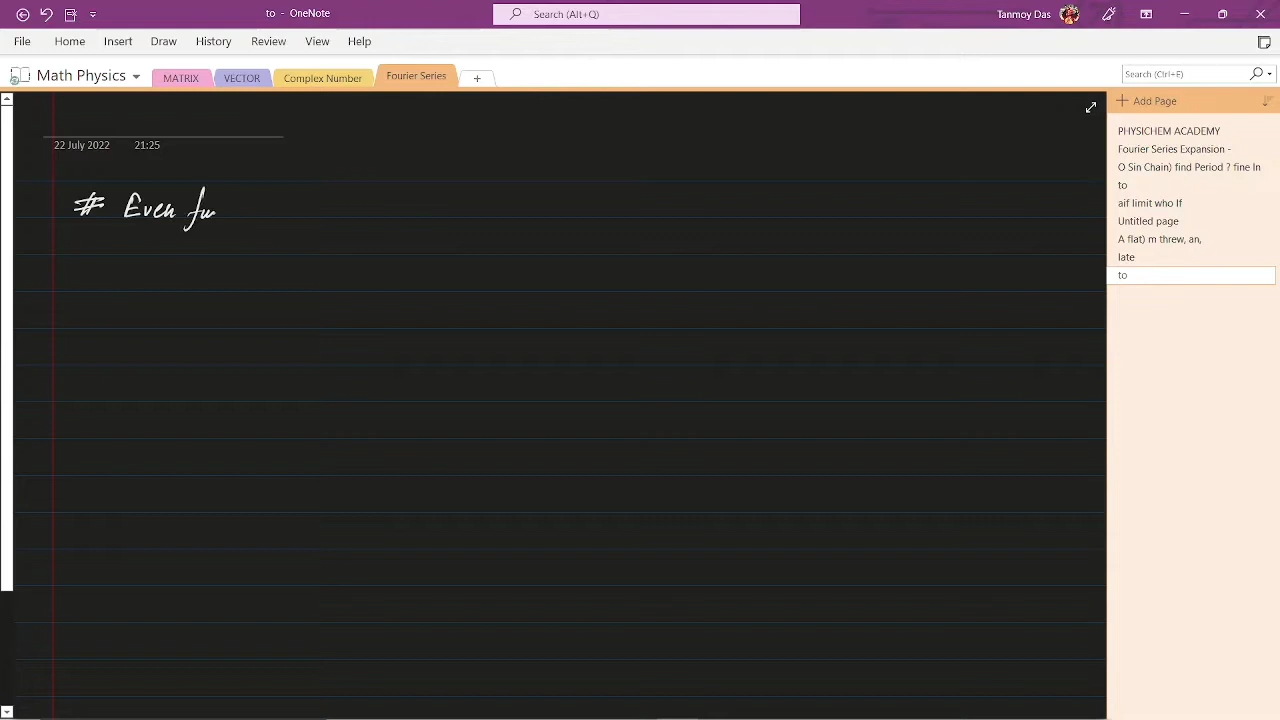 to - OneNote
Search (Alt+Q)
Tanmoy Das
File Home Insert Draw History Review View Help
Math Physics
MATRIX VECTOR Complex Number Fourier Series +
Search (Ctrl+E)
Add Page
22 July 2022 21:25
# Even fu
PHYSICHEM ACADEMY
Fourier Series Expansion -
O Sin Chain) find Period ? fine In
to
aif limit who If
Untitled page
A flat) m threw, an,
late
to